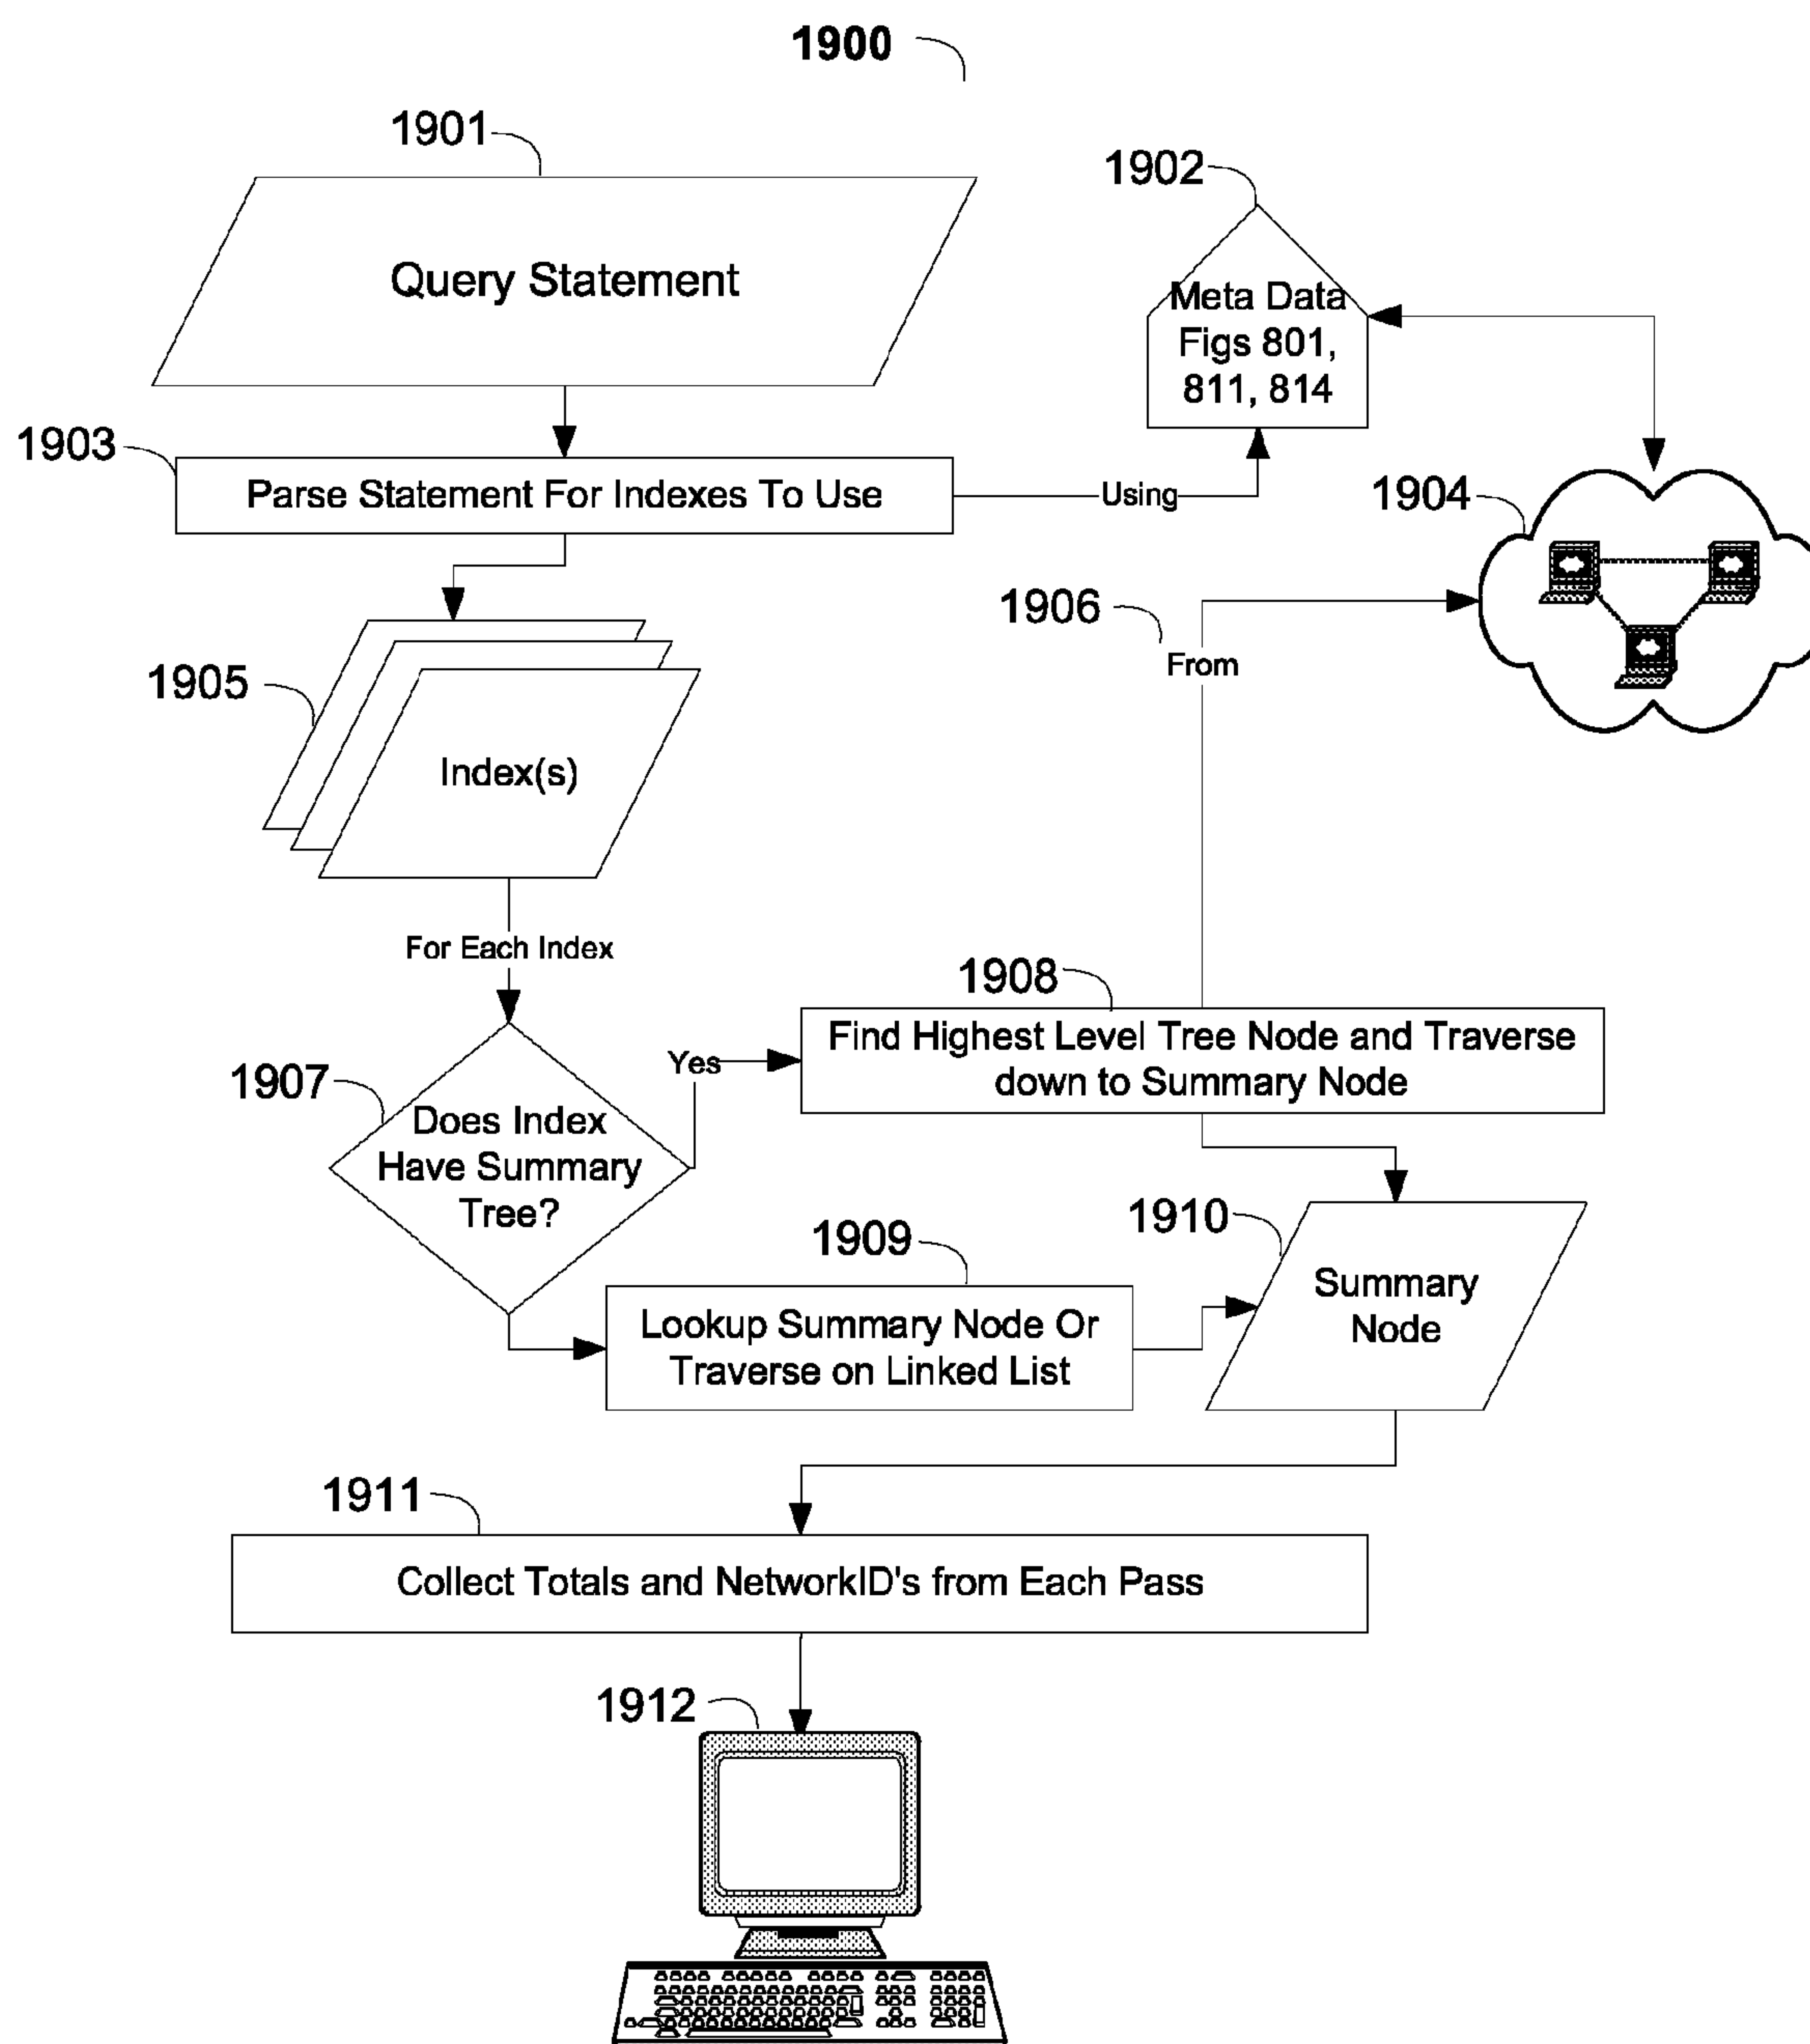 1900
1901
Query Statement
1902
Meta Data
Figs 801,
811, 814
1903
Parse Statement For Indexes To Use
Using
1904
1905
Index(s)
1906
From
For Each Index
1907
Does Index
Have Summary
Tree?
Yes
1908
Find Highest Level Tree Node and Traverse
down to Summary Node
1909
Lookup Summary Node Or
Traverse on Linked List
1910
Summary
Node
1911
Collect Totals and NetworkID's from Each Pass
1912